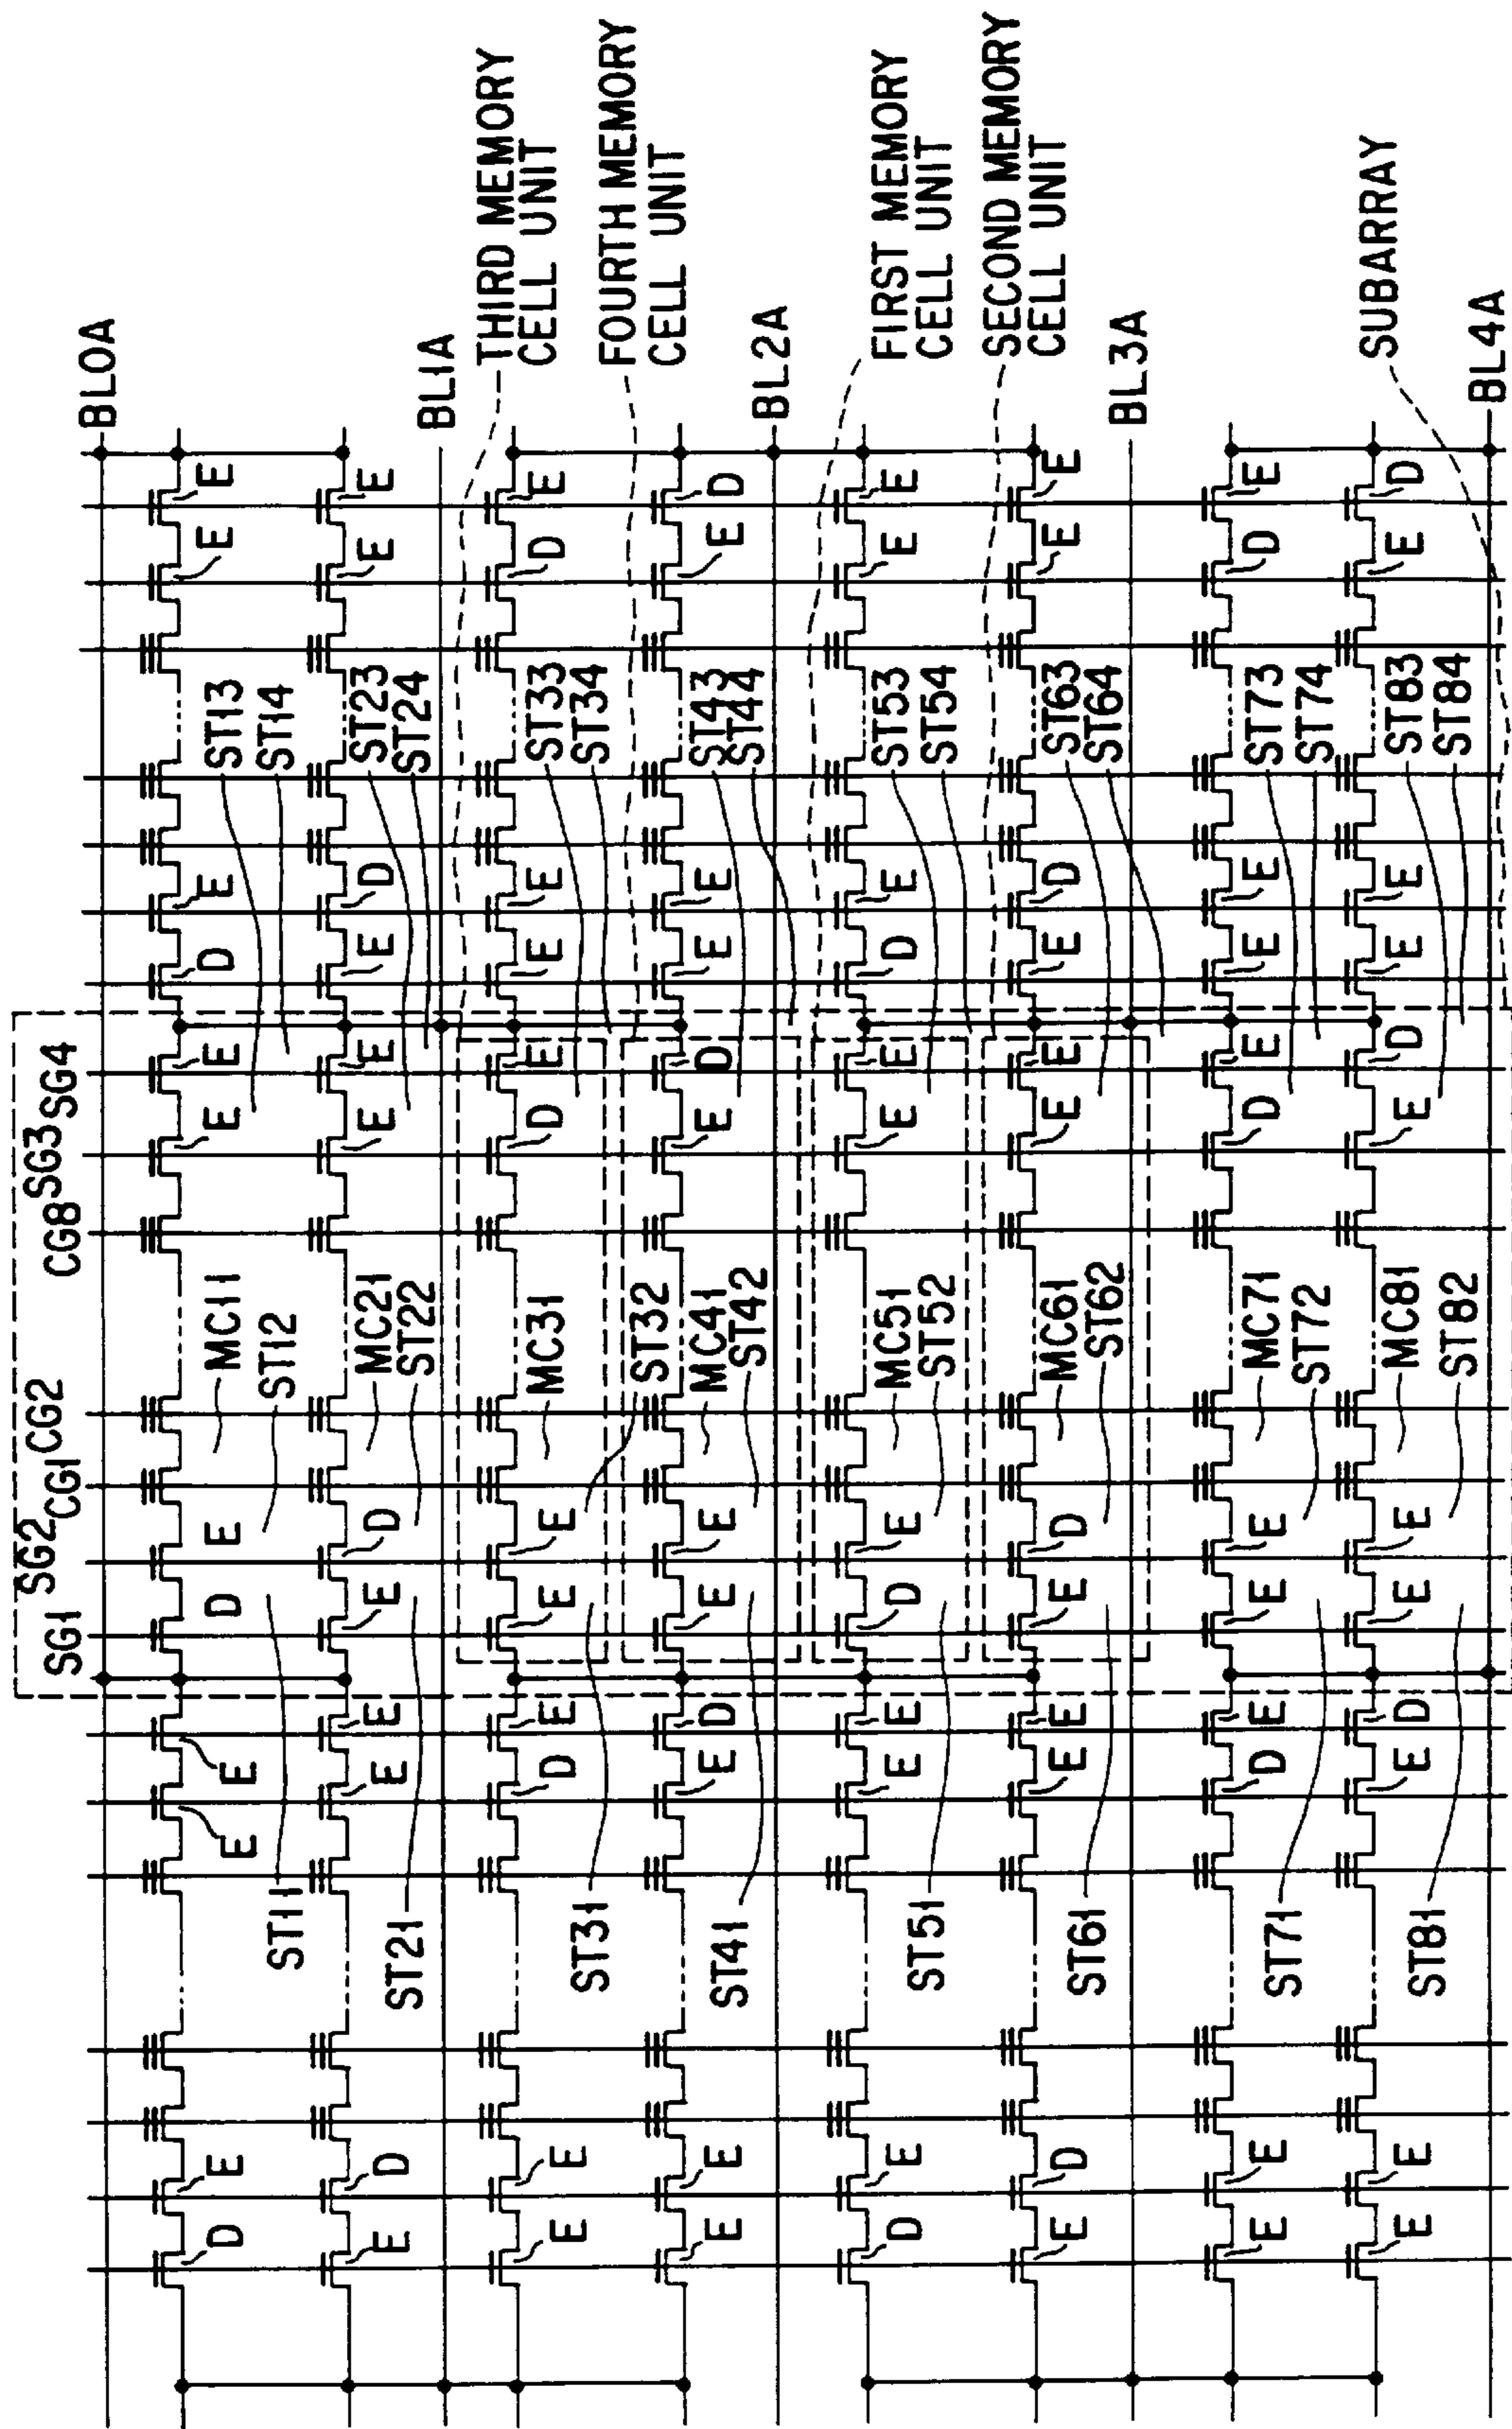 SG1 SG2 CG1 CG2 CG8 SG3 SG4
BL0A
D E E E D E MC11 E E D E ST13 E E
ST11 ST12 ST14
E D E E E D MC21 E E E D ST23 E E
ST21 ST22 ST24
BL1A
THIRD MEMORY
CELL UNIT
E E D E E E MC31 D E E E ST33 D E
ST31 ST32 ST34
FOURTH MEMORY
CELL UNIT
E E E D E E MC41 E D E E ST43 E D
ST41 ST42 ST44
BL2A
FIRST MEMORY
CELL UNIT
D E E E D E MC51 E E D E ST53 E E
ST51 ST52 ST54
SECOND MEMORY
CELL UNIT
E D E E E D MC61 E E E D ST63 E E
ST61 ST62 ST64
BL3A
E E D E E E MC71 D E E E ST73 D E
ST71 ST72 ST74
SUBARRAY
E E E D E E MC81 E D E E ST83 E D
ST81 ST82 ST84
BL4A